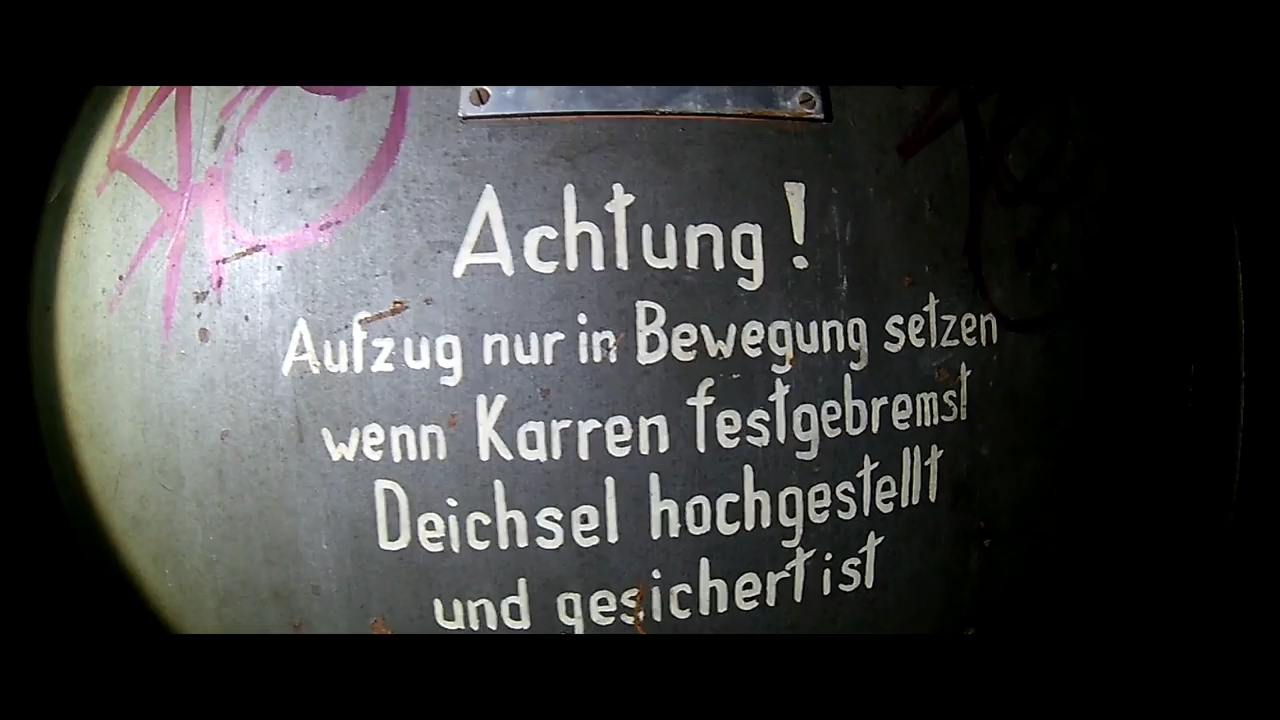 Achtung!
Aufzug nur in Bewegung setzen
wenn Karren festgebremst
Deichsel hochgestellt
und gesichert ist